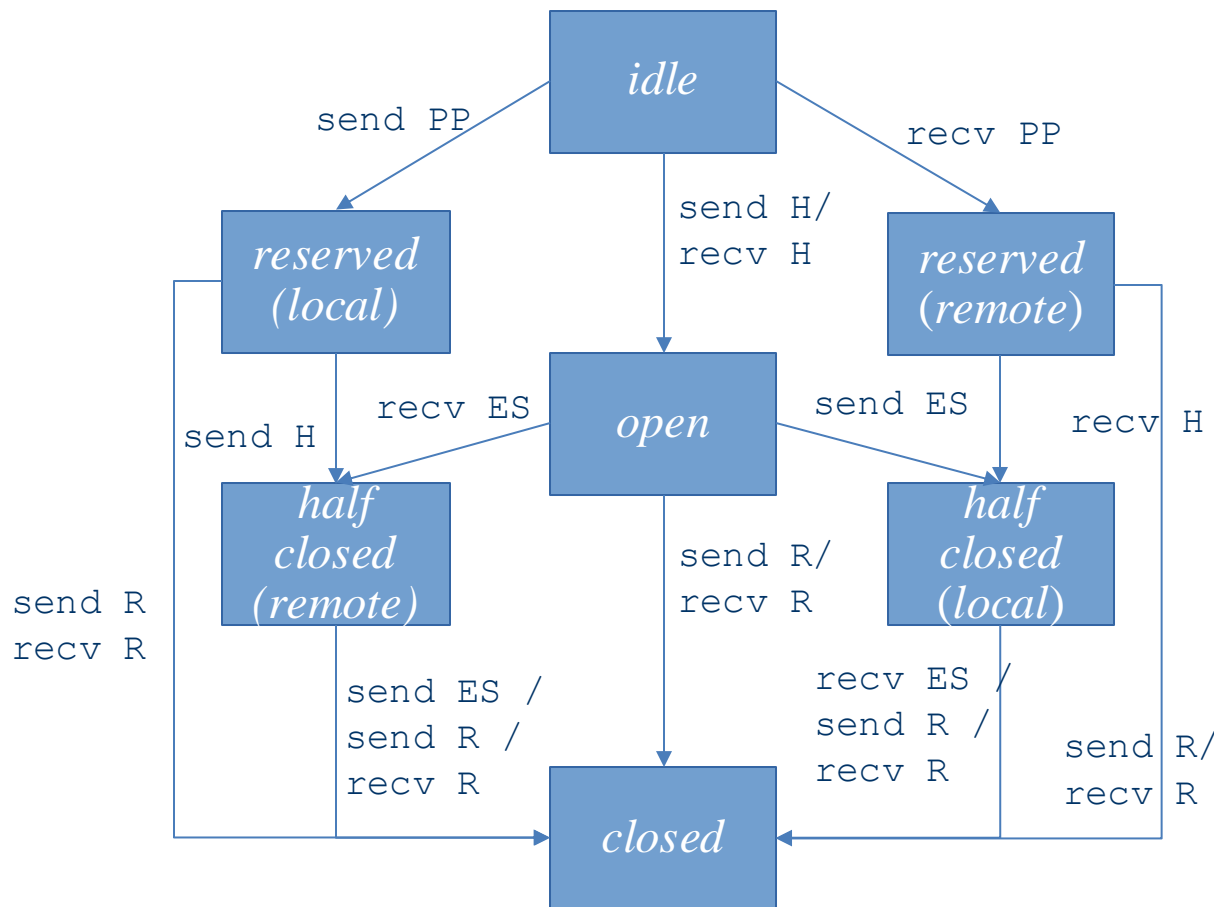 idle
send PP
recv PP
send H/
recv H
reserved
(local)
reserved
(remote)
recv ES
send ES
send H
open
recv H
half
closed
(remote)
half
closed
(local)
send R/
recv R
send R
recv R
send ES /
send R /
recv R
recv ES /
send R /
recv R
send R/
recv R
closed